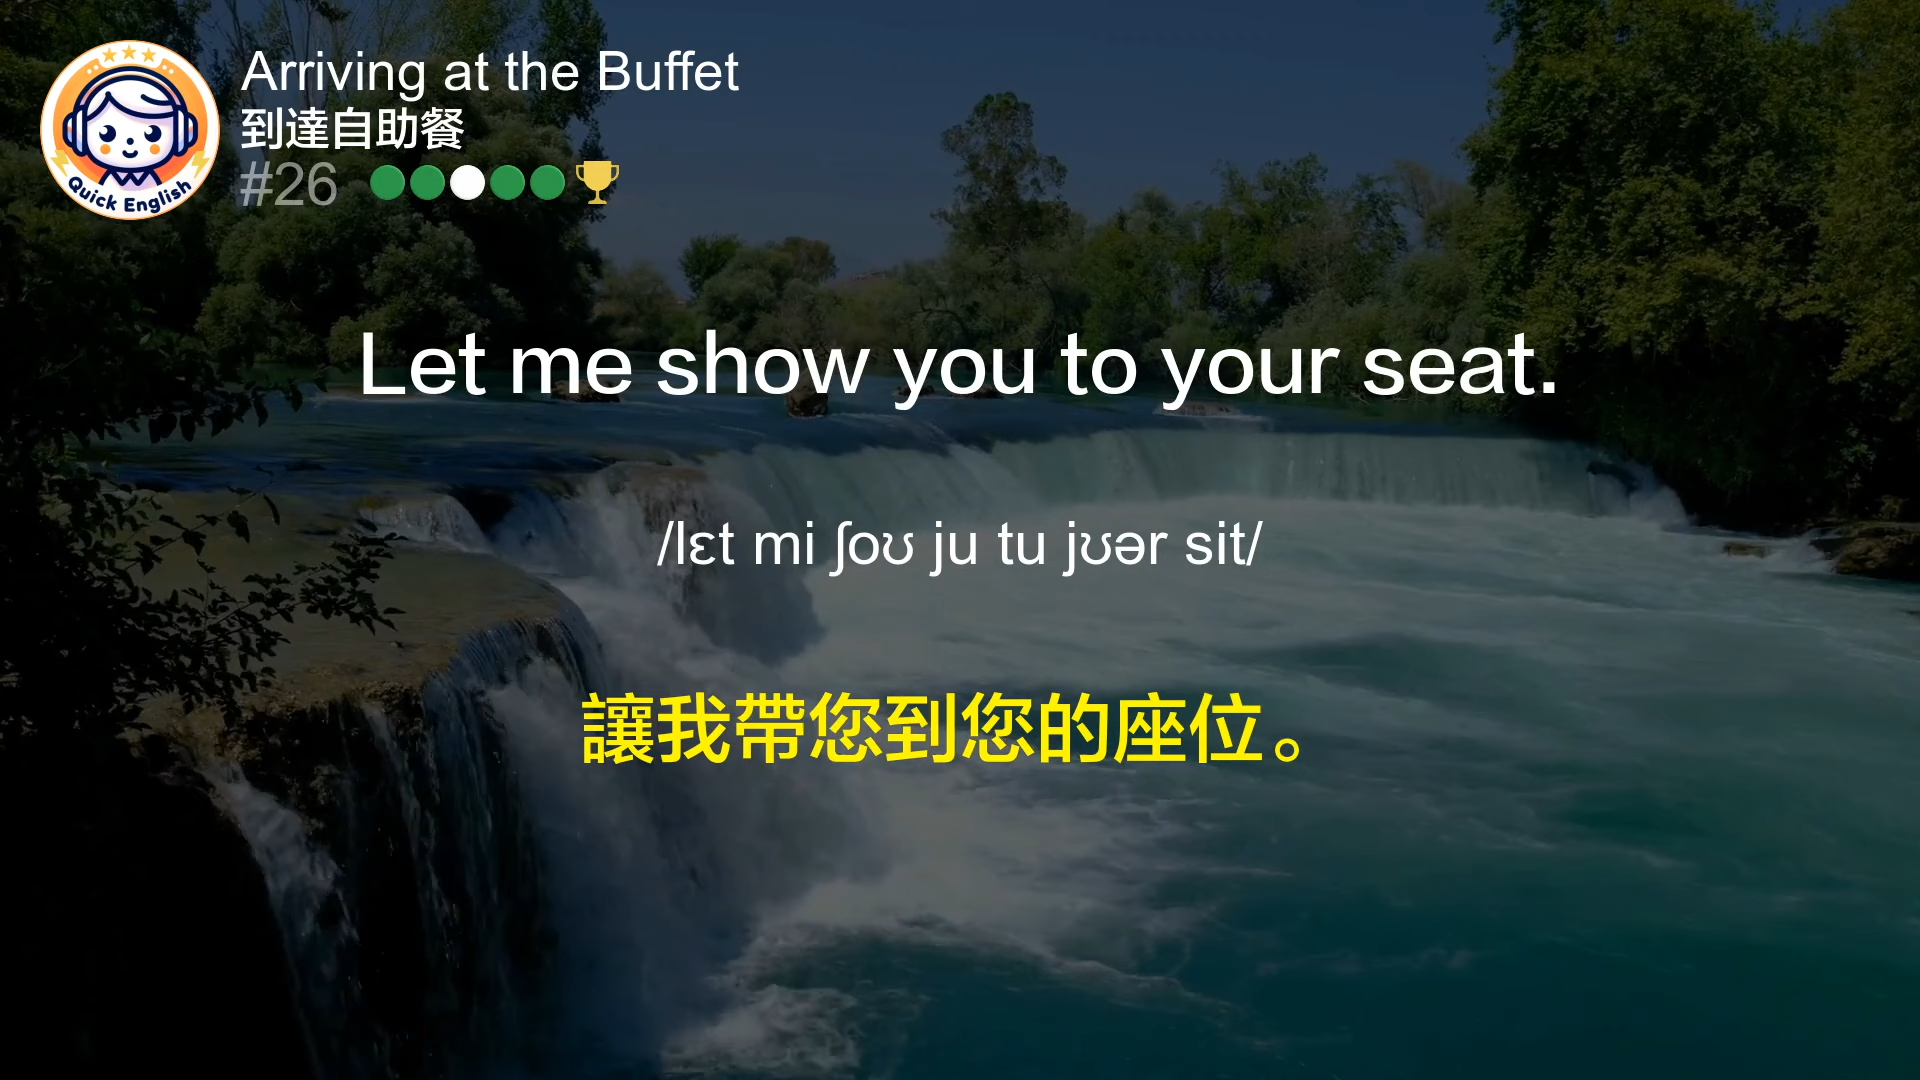 Quick English
Arriving at the Buffet
到達自助餐
#26
Let me show you to your seat.
/lɛt mi ʃoʊ ju tu jʊər sit/
讓我帶您到您的座位。